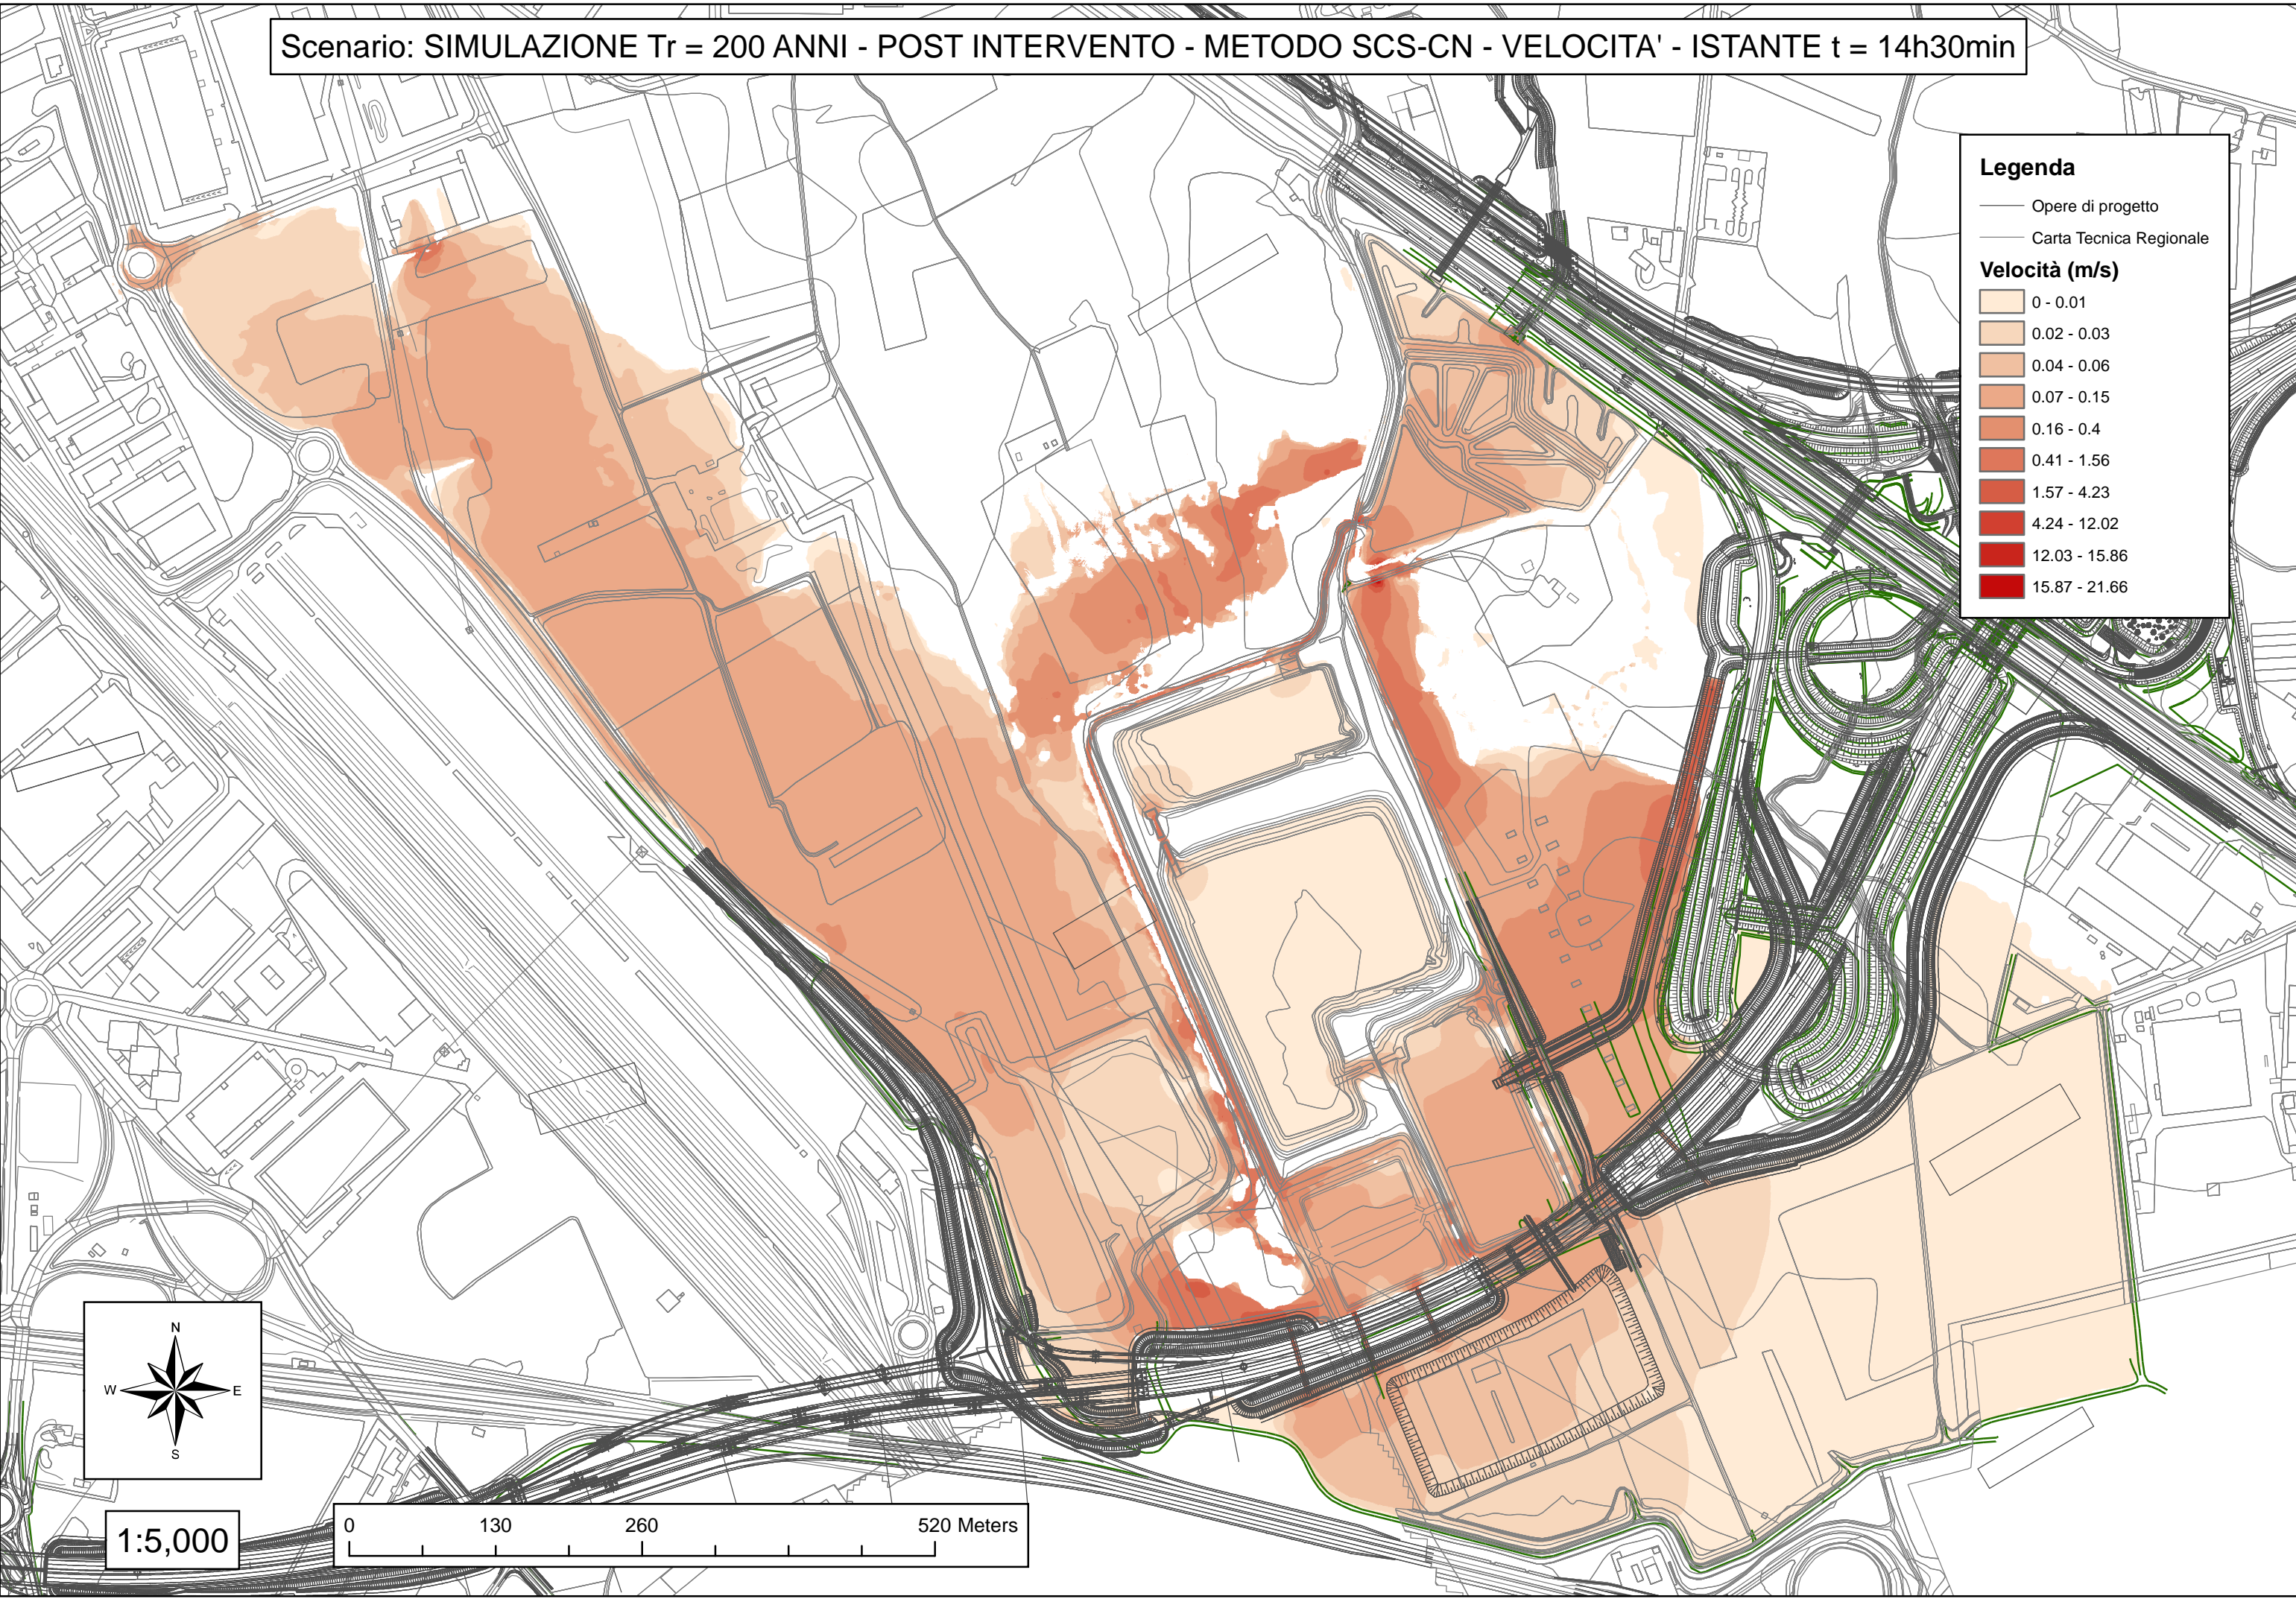 Scenario: SIMULAZIONE Tr = 200 ANNI - POST INTERVENTO - METODO SCS-CN - VELOCITA' - ISTANTE t = 14h30min
Legenda
Opere di progetto
Carta Tecnica Regionale
Velocità (m/s)
0 - 0.01
0.02 - 0.03
0.04 - 0.06
0.07 - 0.15
0.16 - 0.4
0.41 - 1.56
1.57 - 4.23
4.24 - 12.02
12.03 - 15.86
15.87 - 21.66
N
W E
S
1:5,000
0 130 260 520 Meters